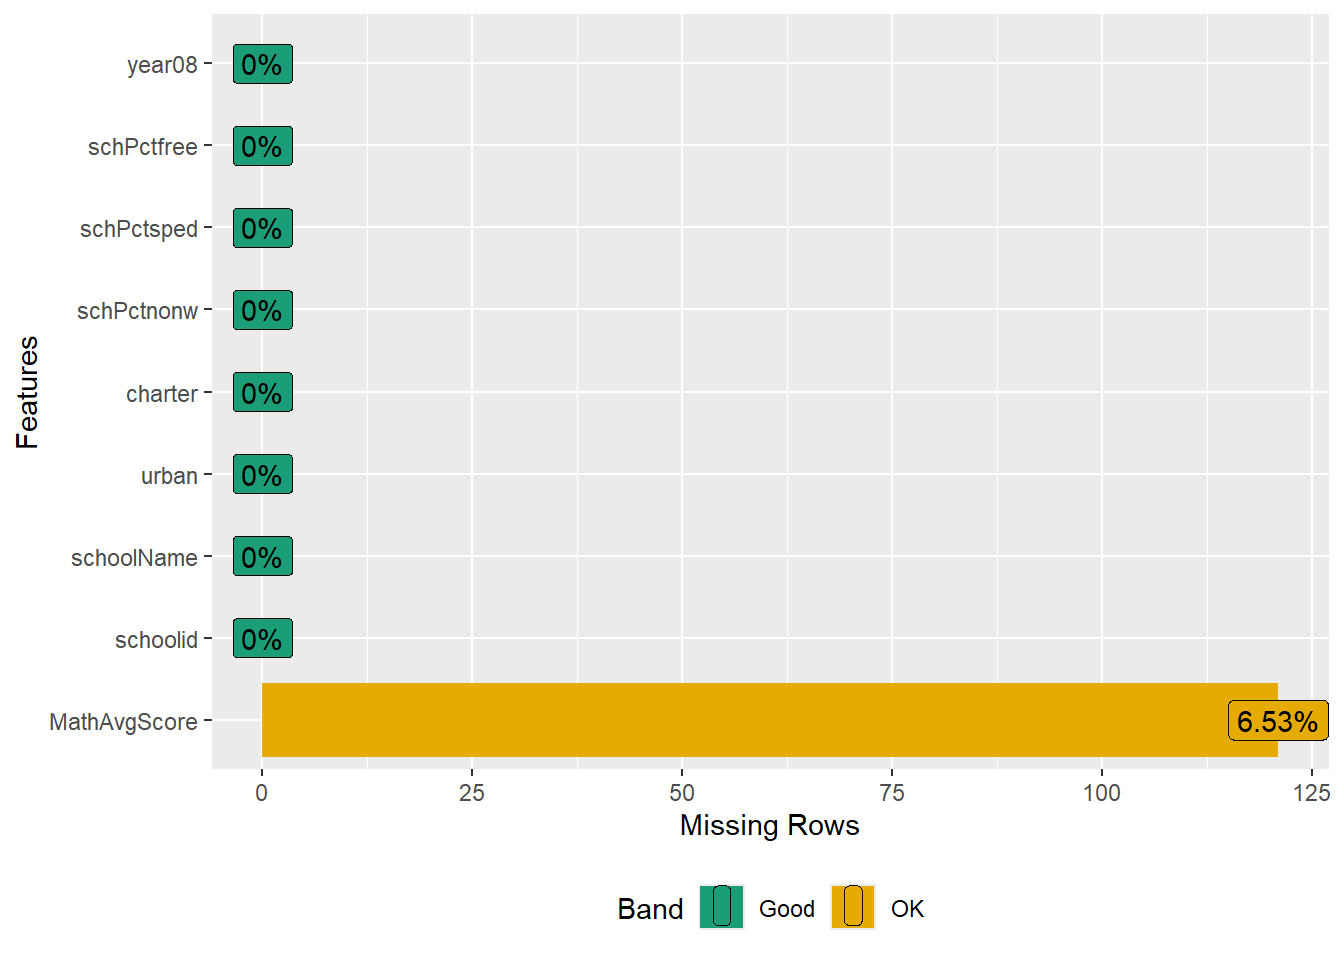 year08 0%
schPctfree 0%
schPctsped 0%
schPctnonw 0%
charter 0%
urban 0%
schoolName 0%
schoolid 0%
MathAvgScore 6.53%
Features
0 25 50 75 100 125
Missing Rows
Band Good OK